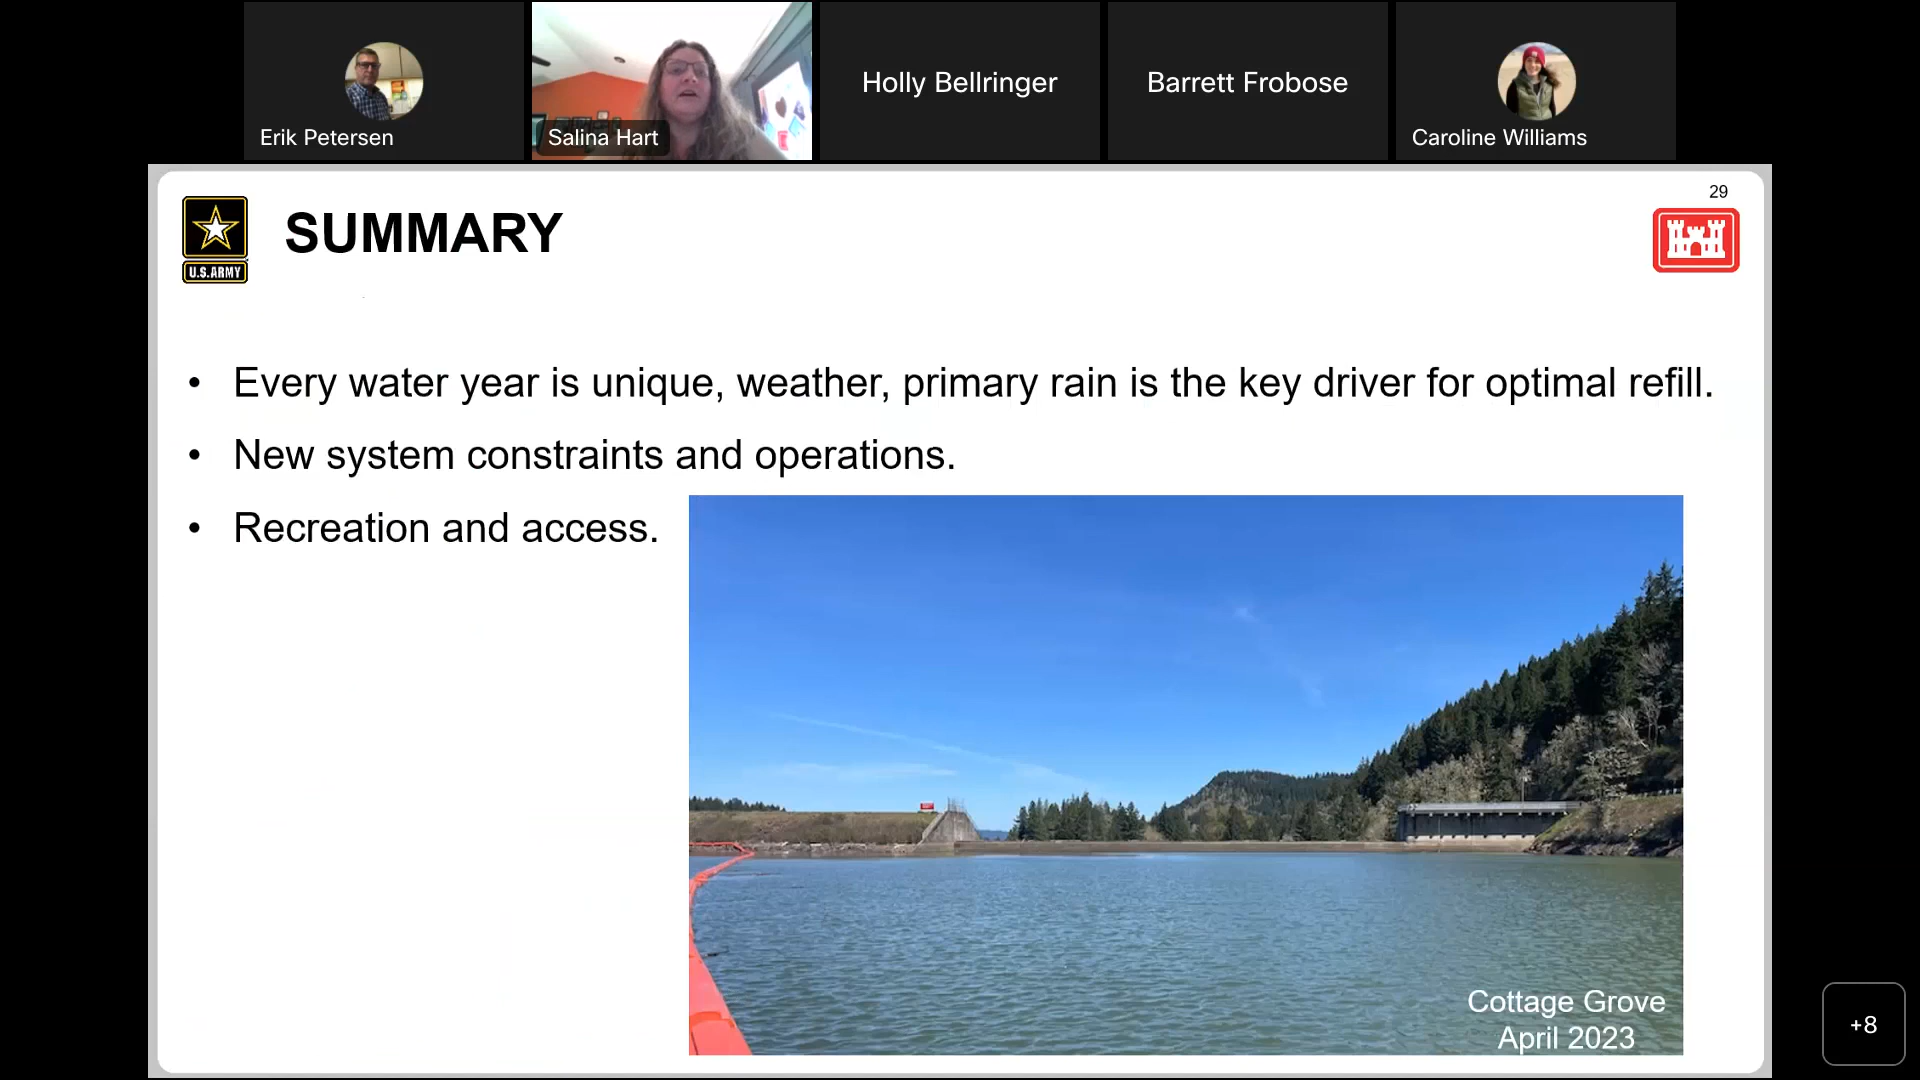 Erik Petersen
Salina Hart
Holly Bellringer
Barrett Frobose
Caroline Williams
29
U.S.ARMY
SUMMARY
• Every water year is unique, weather, primary rain is the key driver for optimal refill.
• New system constraints and operations.
• Recreation and access.
Cottage Grove
April 2023
+8